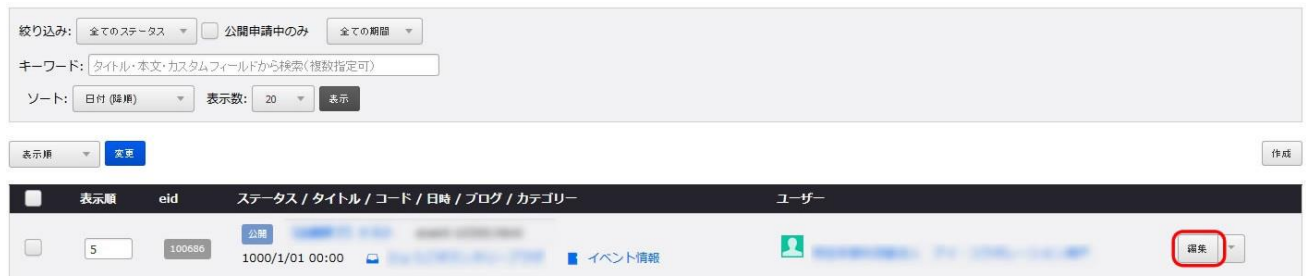 絞り込み: 全てのステータス 公開申請中のみ 全ての期間
キーワード: タイトル・本文・カスタムフィールドから検索(複数指定可)
ソート: 日付 (降順) 表示数: 20 表示
表示順 変更 作成
表示順 eid ステータス / タイトル / コード / 日時 / ブログ / カテゴリー ユーザー
5 100686 公開 編集
1000/1/01 00:00 イベント情報